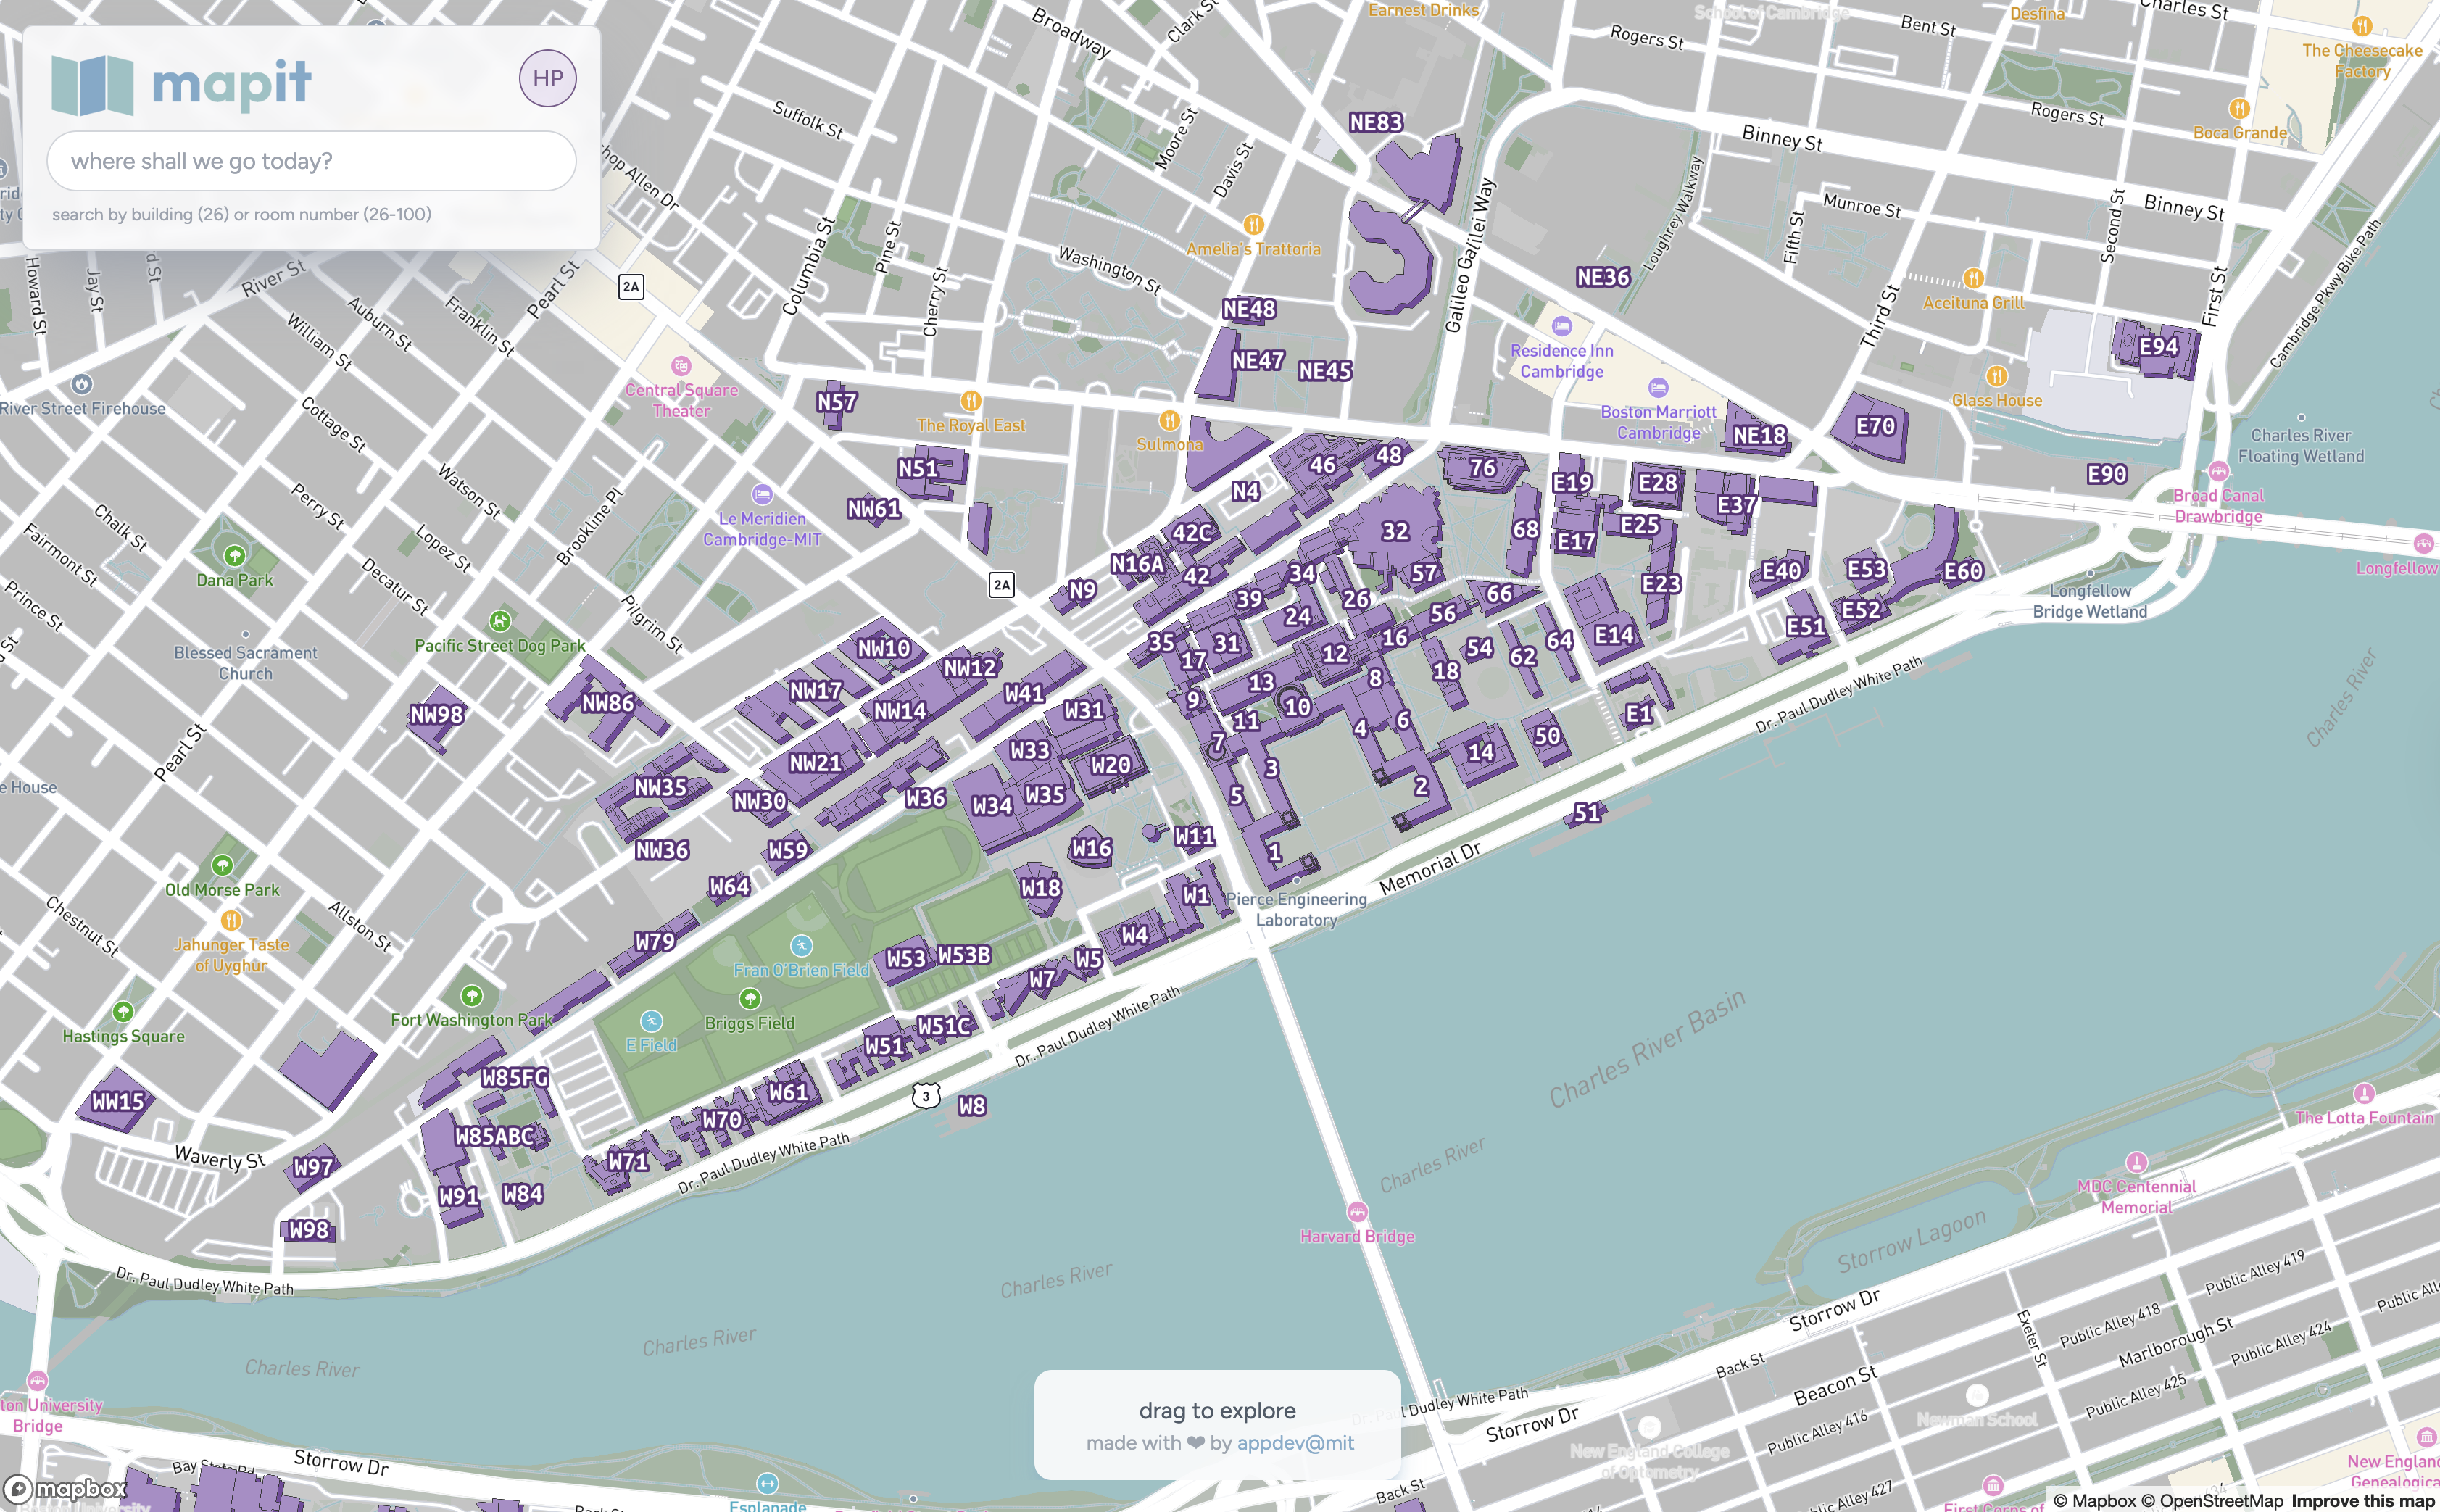 mapit
HP
where shall we go today?
search by building (26) or room number (26-100)
Broadway
Clark St
Earnest Drinks
School of Cambridge
Rogers St
Bent St
Desfina
Charles St
The Cheesecake
Factory
Suffolk St
Moore St
Davis St
NE83
Binney St
Rogers St
Boca Grande
Bishop Allen Dr
Galileo Galilei Way
Loughrey Walkway
Munroe St
Second St
Binney St
Fifth St
Howard St
Jay St
River St
Pearl St
2A
Columbia St
Pine St
Cherry St
Washington St
Amelia's Trattoria
NE36
Third St
First St
Cambridge Pkwy Bike Path
Aceituna Grill
Auburn St
William St
Franklin St
NE48
NE47
NE45
Residence Inn
Cambridge
E94
River Street Firehouse
Central Square
Theater
N57
The Royal East
Sulmona
Boston Marriott
Cambridge
NE18
E70
Glass House
Charles River
Floating Wetland
Cottage St
Watson St
Brookline Pl
N51
NW61
Le Meridien
Cambridge-MIT
N4
46
48
76
E19
E28
E37
E90
Broad Canal
Drawbridge
Perry St
Chalk St
Fairmont St
Lopez St
Decatur St
Prince St
Dana Park
Pilgrim St
2A
N9
N16A
42C
42
32
68
E17
E25
E23
E40
E53
E60
Longfellow
Longfellow
Bridge Wetland
Blessed Sacrament
Church
Pacific Street Dog Park
NW10
NW12
35
39
34
57
26
24
56
66
E14
E51
E52
17
31
12
16
54
62
64
18
NW98
NW86
NW17
NW14
W41
W31
9
13
10
8
11
4
6
7
E1
Dr. Paul Dudley White Path
Charles River
Pearl St
NW35
NW21
NW30
W33
W20
3
14
50
W36
W34
W35
5
2
51
House
NW36
W59
W16
W11
1
Memorial Dr
Old Morse Park
W64
W18
W1
Pierce Engineering
Laboratory
Chestnut St
Allston St
Jahunger Taste
of Uyghur
W79
Fran O'Brien Field
W53
W53B
W4
W5
W7
Fort Washington Park
Briggs Field
E Field
Hastings Square
W51C
W51
Dr. Paul Dudley White Path
Charles River Basin
WW15
W85FG
W61
3
W8
The Lotta Fountain
Waverly St
W85ABC
W70
W97
W71
Dr. Paul Dudley White Path
Charles River
MDC Centennial
Memorial
W91
W84
W98
Harvard Bridge
Storrow Lagoon
Dr. Paul Dudley White Path
Charles River
Charles River
Charles River
Storrow Dr
Public Alley 419
Public Alley 418
Exeter St
Marlborough St
Public Alley 424
Back St
Beacon St
Public Alley 425
Public Alley 416
Newman School
drag to explore
made with ❤ by appdev@mit
Dr. Paul Dudley White Path
Storrow Dr
New England College
of Optometry
ton University
Bridge
Storrow Dr
Bay State Rd
mapbox
Esplanade
Back St
Back St
Public Alley 427
New England
Genealogica
First Corps of
© Mapbox © OpenStreetMap Improve this map